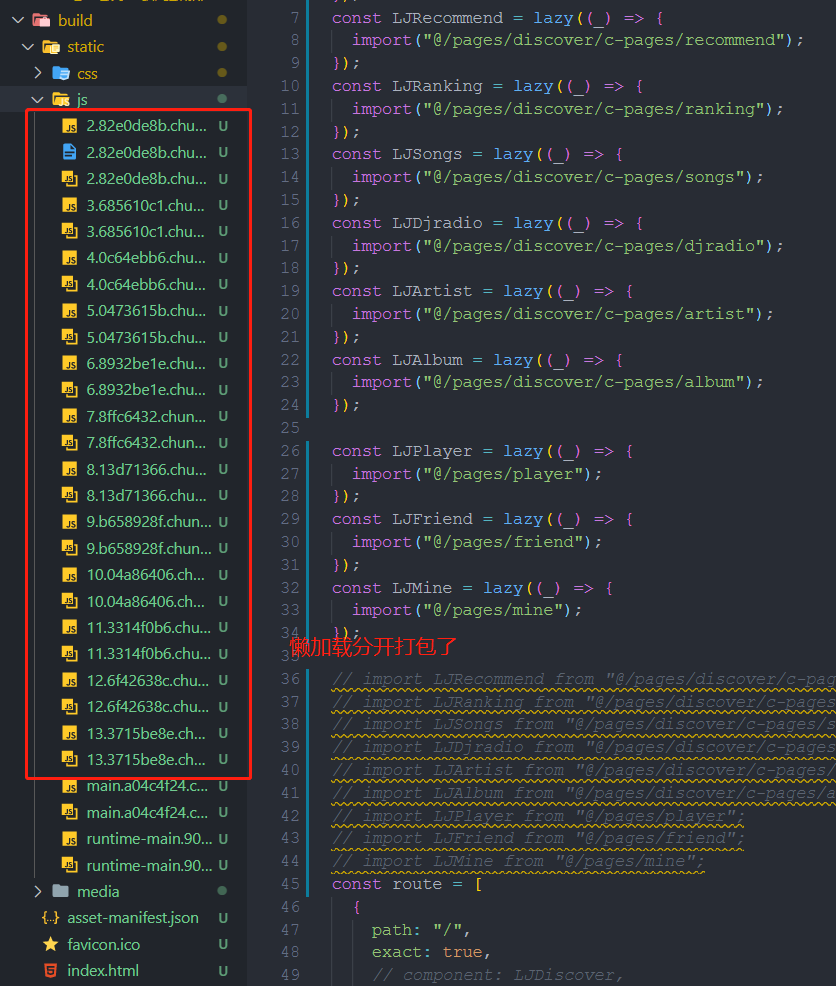 build
static
css
js
2.82e0de8b.chu... U
2.82e0de8b.chu... U
2.82e0de8b.chu... U
3.685610c1.chu... U
3.685610c1.chu... U
4.0c64ebb6.chu... U
4.0c64ebb6.chu... U
5.0473615b.chu... U
5.0473615b.chu... U
6.8932be1e.chu... U
6.8932be1e.chu... U
7.8ffc6432.chun... U
7.8ffc6432.chun... U
8.13d71366.chu... U
8.13d71366.chu... U
9.b658928f.chun... U
9.b658928f.chun... U
10.04a86406.ch... U
10.04a86406.ch... U
11.3314f0b6.chu... U
11.3314f0b6.chu... U
12.6f42638c.chu... U
12.6f42638c.chu... U
13.3715be8e.ch... U
13.3715be8e.ch... U
main.a04c4f24.c... U
main.a04c4f24.c... U
runtime-main.90... U
runtime-main.90... U
media
asset-manifest.json U
favicon.ico U
index.html U
7 const LJRecommend = lazy((_) => {
8 import("@/pages/discover/c-pages/recommend");
9 });
10 const LJRanking = lazy((_) => {
11 import("@/pages/discover/c-pages/ranking");
12 });
13 const LJSongs = lazy((_) => {
14 import("@/pages/discover/c-pages/songs");
15 });
16 const LJDjradio = lazy((_) => {
17 import("@/pages/discover/c-pages/djradio");
18 });
19 const LJArtist = lazy((_) => {
20 import("@/pages/discover/c-pages/artist");
21 });
22 const LJAlbum = lazy((_) => {
23 import("@/pages/discover/c-pages/album");
24 });
25
26 const LJPlayer = lazy((_) => {
27 import("@/pages/player");
28 });
29 const LJFriend = lazy((_) => {
30 import("@/pages/friend");
31 });
32 const LJMine = lazy((_) => {
33 import("@/pages/mine");
34 });
懒加载分开打包了
35
36 // import LJRecommend from "@/pages/discover/c-pag
37 // import LJRanking from "@/pages/discover/c-pages
38 // import LJSongs from "@/pages/discover/c-pages/s
39 // import LJDjradio from "@/pages/discover/c-pages
40 // import LJArtist from "@/pages/discover/c-pages/
41 // import LJAlbum from "@/pages/discover/c-pages/a
42 // import LJPlayer from "@/pages/player";
43 // import LJFriend from "@/pages/friend";
44 // import LJMine from "@/pages/mine";
45 const route = [
46 {
47 path: "/",
48 exact: true,
49 // component: LJDiscover,